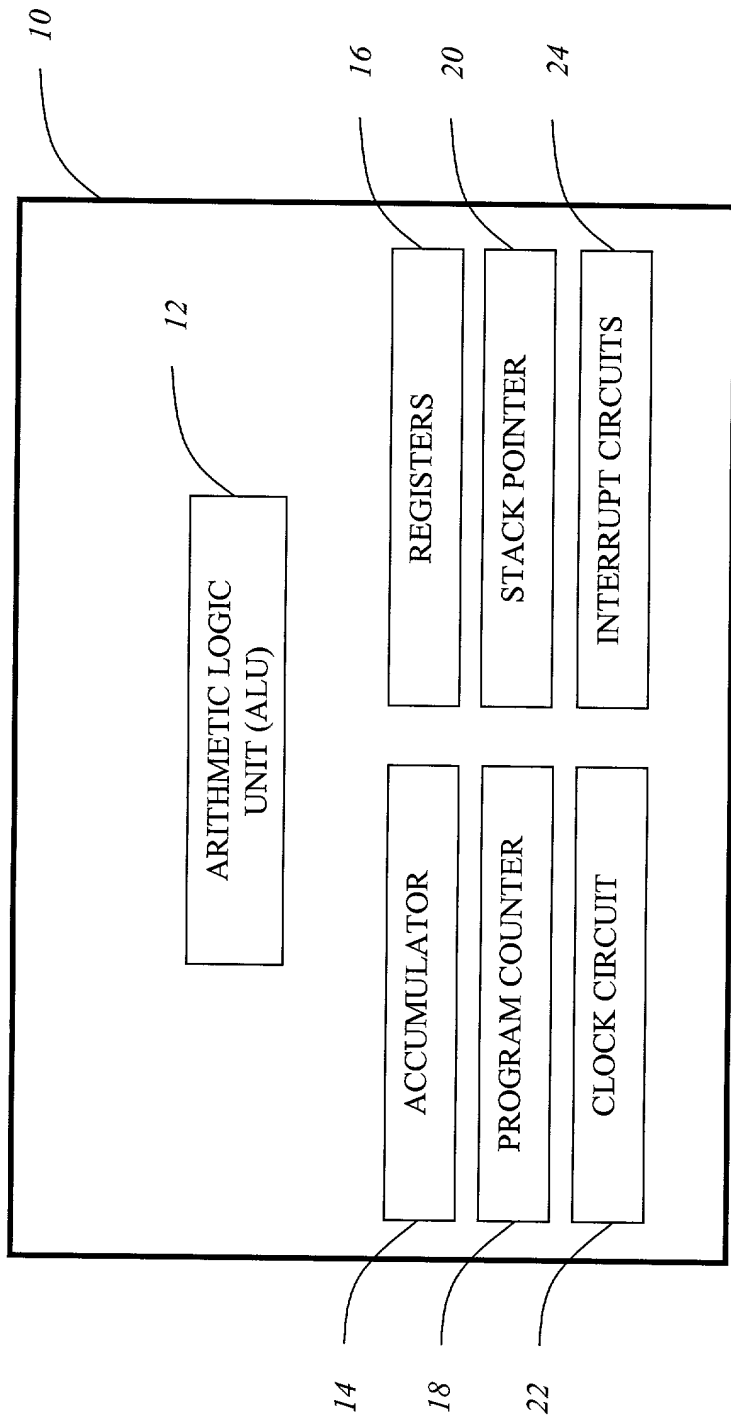 10
12
ARITHMETIC LOGIC
UNIT (ALU)
14
ACCUMULATOR
REGISTERS
16
18
PROGRAM COUNTER
STACK POINTER
20
22
CLOCK CIRCUIT
INTERRUPT CIRCUITS
24